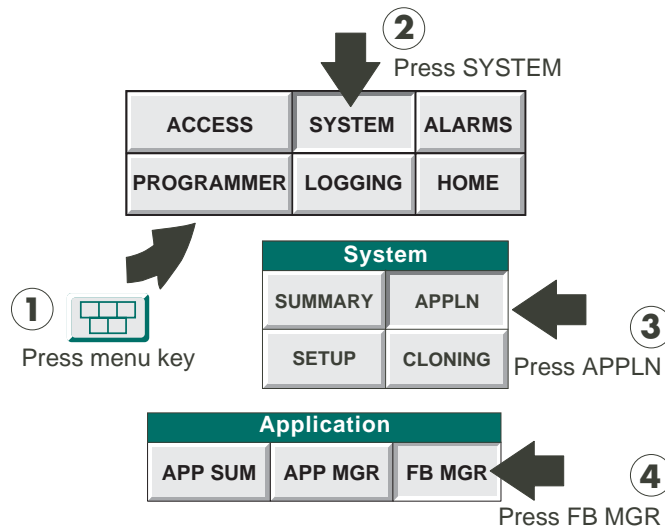 2
Press SYSTEM
ACCESS SYSTEM ALARMS
PROGRAMMER LOGGING HOME
1
Press menu key
System
SUMMARY APPLN
SETUP CLONING
3
Press APPLN
Application
APP SUM APP MGR FB MGR
4
Press FB MGR